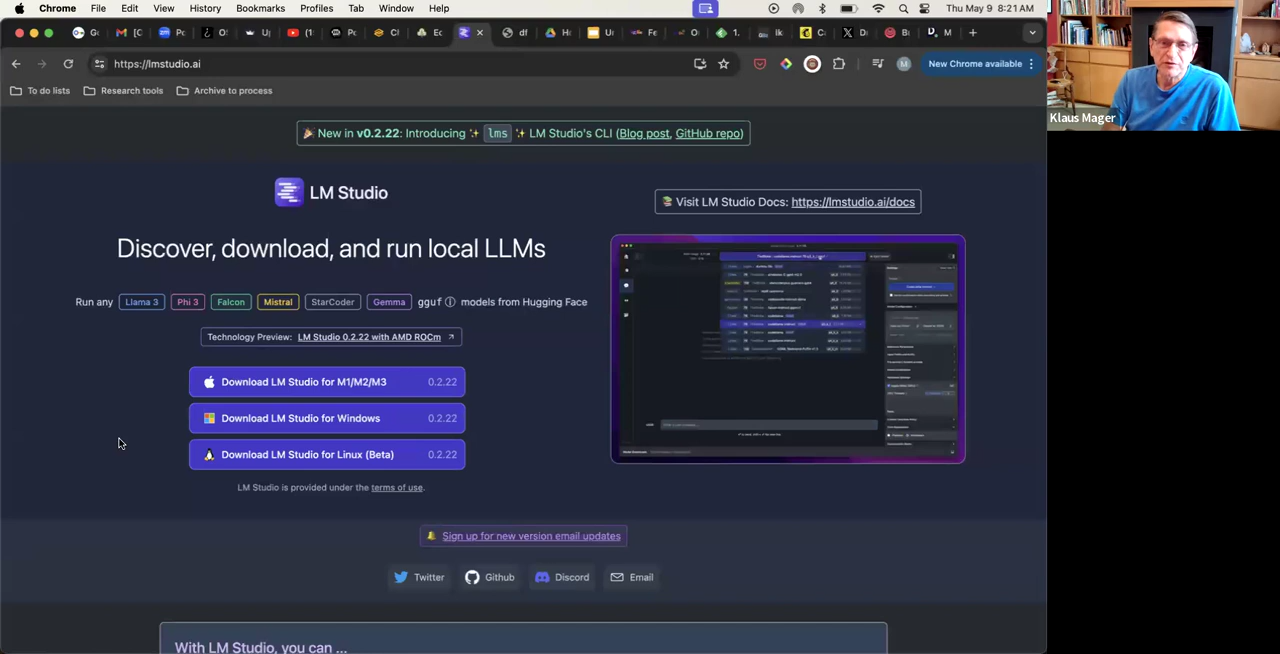 Chrome File Edit View History Bookmarks Profiles Tab Window Help Thu May 9 8:21 AM
https://lmstudio.ai
New Chrome available
To do lists Research tools Archive to process
Klaus Mager
New in v0.2.22: Introducing lms LM Studio's CLI (Blog post, GitHub repo)
LM Studio
Visit LM Studio Docs: https://lmstudio.ai/docs
Discover, download, and run local LLMs
Run any Llama 3 Phi 3 Falcon Mistral StarCoder Gemma gguf models from Hugging Face
Technology Preview: LM Studio 0.2.22 with AMD ROCm
Download LM Studio for M1/M2/M3 0.2.22
Download LM Studio for Windows 0.2.22
Download LM Studio for Linux (Beta) 0.2.22
LM Studio is provided under the terms of use.
Sign up for new version email updates
Twitter Github Discord Email
With LM Studio, you can ...